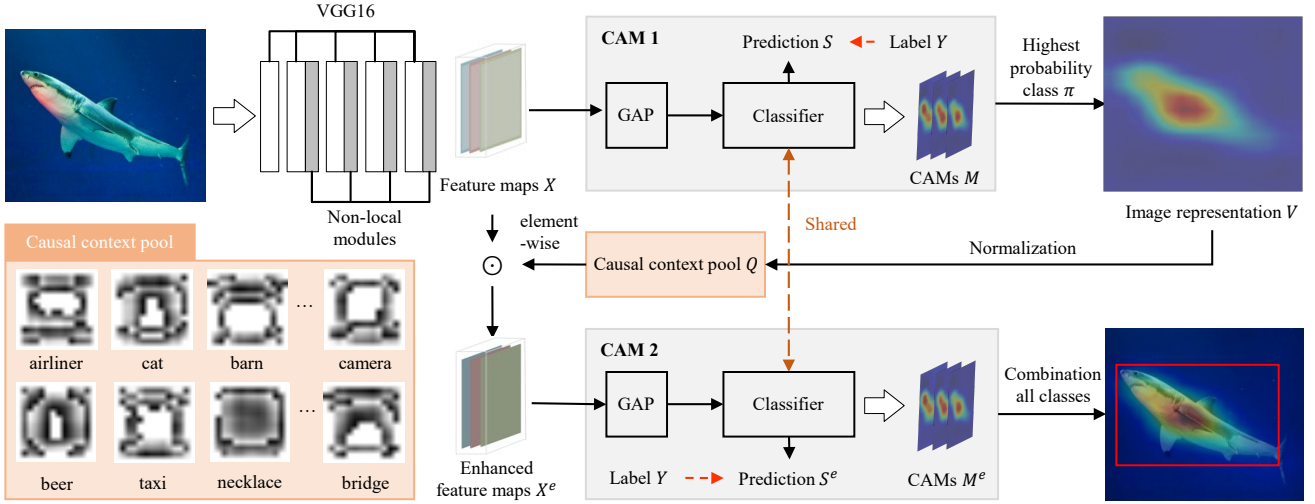 VGG16
Non-local
modules
Feature maps X
CAM 1
Prediction S
Label Y
GAP
Classifier
CAMs M
Highest
probability
class π
Image representation V
Normalization
Shared
element
-wise
⊙
Causal context pool Q
Causal context pool
airliner
cat
barn
...
camera
beer
taxi
necklace
...
bridge
Enhanced
feature maps Xᵉ
CAM 2
GAP
Classifier
Label Y
Prediction Sᵉ
CAMs Mᵉ
Combination
all classes